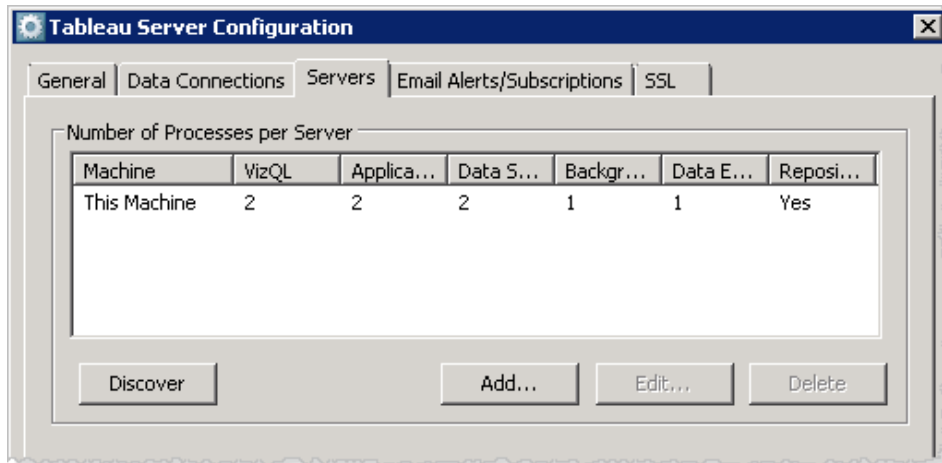 Tableau Server Configuration
General Data Connections Servers Email Alerts/Subscriptions SSL
Number of Processes per Server
Machine VizQL Applica... Data S... Backgr... Data E... Reposi...
This Machine 2 2 2 1 1 Yes
Discover Add... Edit... Delete